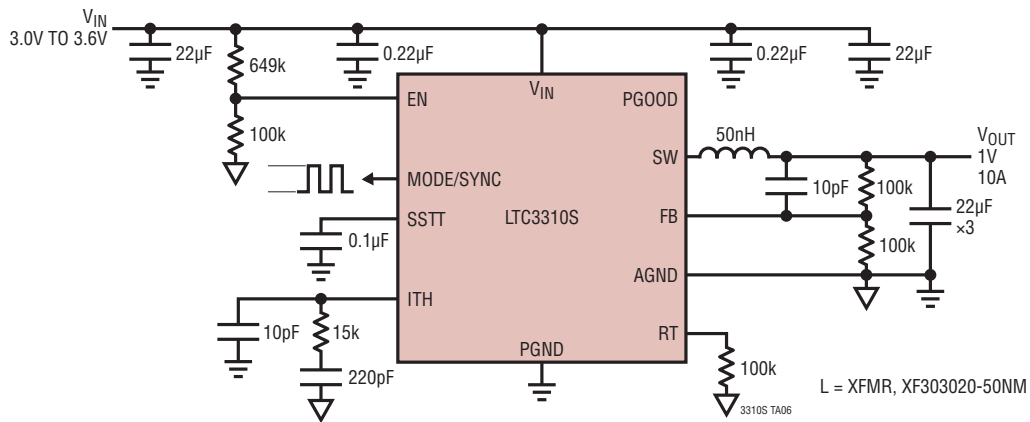 VIN
3.0V TO 3.6V
22µF
649k
0.22µF
0.22µF
22µF
100k
EN
VIN
PGOOD
50nH
SW
VOUT
1V
10A
MODE/SYNC
10pF
100k
SSTT
LTC3310S
FB
22µF
×3
0.1µF
100k
AGND
ITH
10pF
15k
RT
PGND
220pF
100k
L = XFMR, XF303020-50NM
3310S TA06